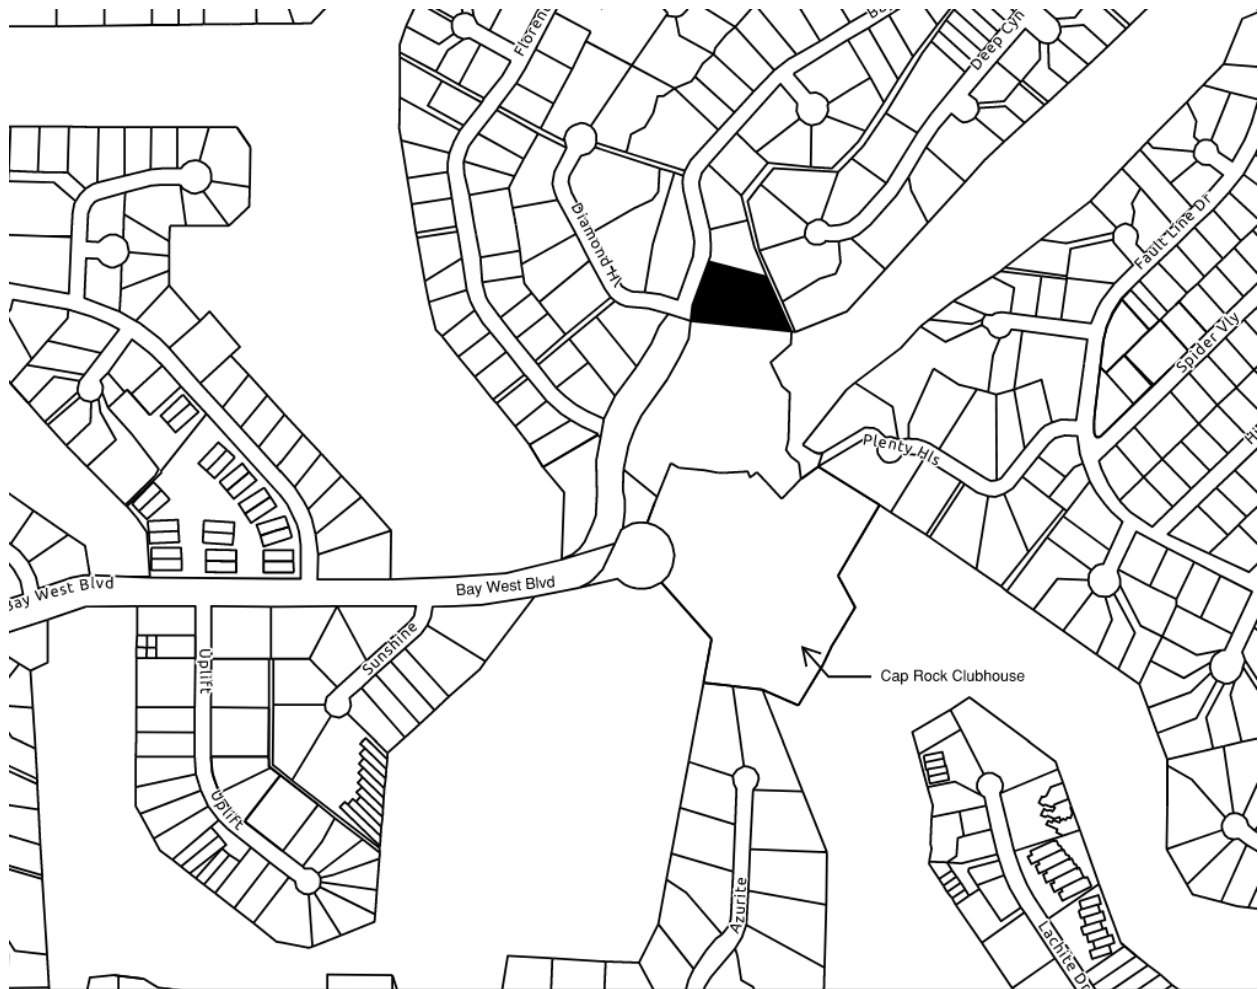 Deep Cyn
Diamond Hl
Fault Line Dr
Spider Vly
Plenty Hls
Bay West Blvd
Bay West Blvd
Sunshine
Uplift
Cap Rock Clubhouse
Uplift
Azurite
Lachite Dr